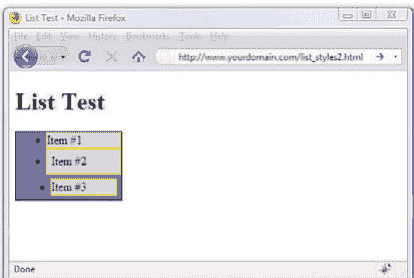 List Test - Mozilla Firefox
File Edit View History Bookmarks Tools Help
http://www.yourdomain.com/list_styles2.html
List Test
Item #1
Item #2
Item #3
Done